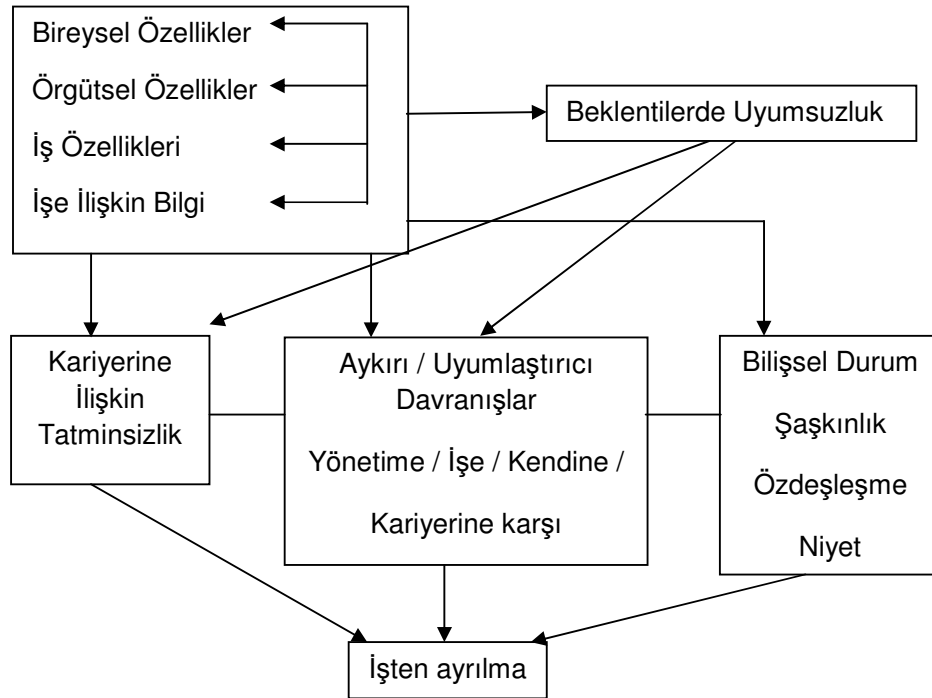 Bireysel Özellikler
Örgütsel Özellikler
İş Özellikleri
İşe İlişkin Bilgi
Beklentilerde Uyumsuzluk
Kariyerine
İlişkin
Tatminsizlik
Aykırı / Uyumlaştırıcı
Davranışlar
Yönetime / İşe / Kendine /
Kariyerine karşı
Bilişsel Durum
Şaşkınlık
Özdeşleşme
Niyet
İşten ayrılma